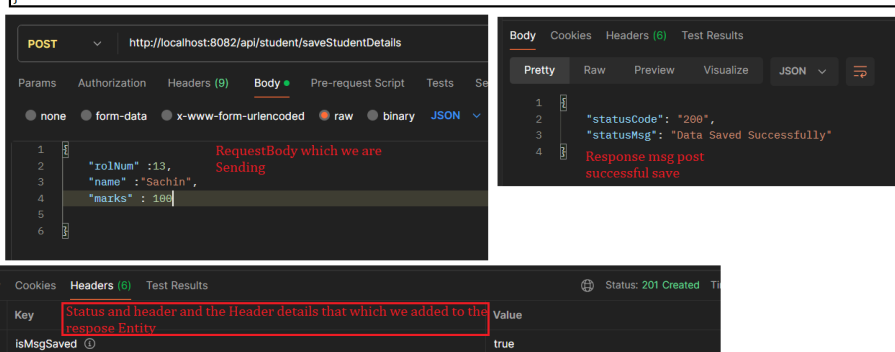 POST http://localhost:8082/api/student/saveStudentDetails
Params Authorization Headers (9) Body Pre-request Script Tests Se
none form-data x-www-form-urlencoded raw binary JSON
1 {
2 "rolNum" :13,
3 "name" :"Sachin",
4 "marks" : 100
5
6 }
RequestBody which we are
Sending
Body Cookies Headers (6) Test Results
Pretty Raw Preview Visualize JSON
1 {
2 "statusCode": "200",
3 "statusMsg": "Data Saved Successfully"
4 }
Response msg post
successful save
Cookies Headers (6) Test Results Status: 201 Created Ti
Key Value
Status and header and the Header details that which we added to the
respose Entity
isMsgSaved true